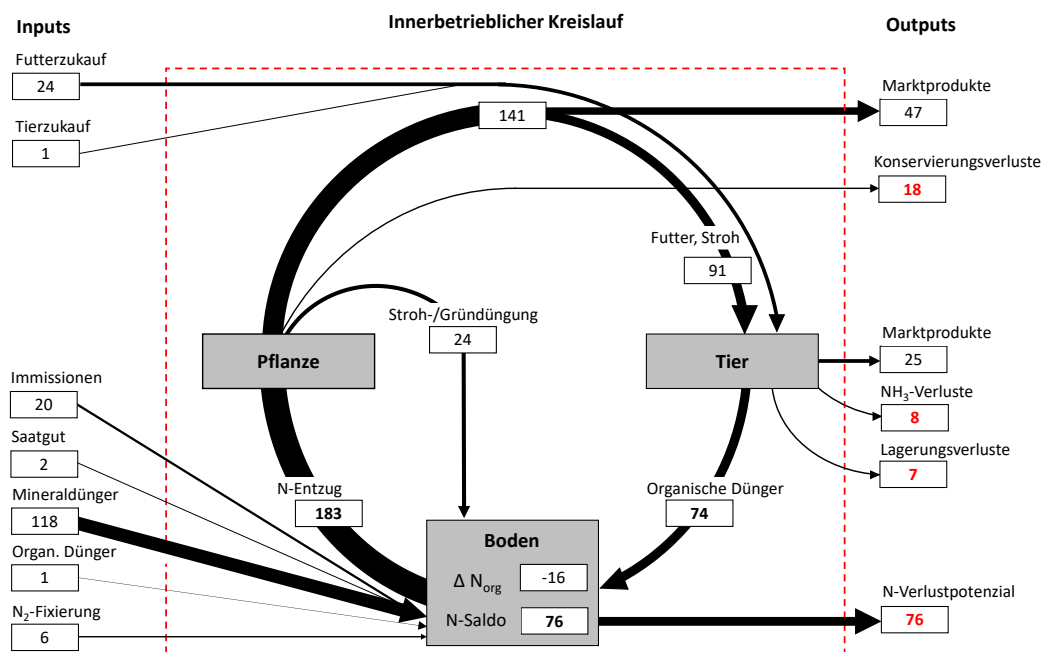 Inputs
Innerbetrieblicher Kreislauf
Outputs
Futterzukauf
24
Tierzukauf
1
141
Marktprodukte
47
Konservierungsverluste
18
Futter, Stroh
91
Stroh-/Gründüngung
24
Pflanze
Tier
Marktprodukte
25
NH₃-Verluste
8
Lagerungsverluste
7
Immissionen
20
Saatgut
2
Mineraldünger
118
Organ. Dünger
1
N₂-Fixierung
6
N-Entzug
183
Organische Dünger
74
Boden
Δ Norg -16
N-Saldo 76
N-Verlustpotenzial
76